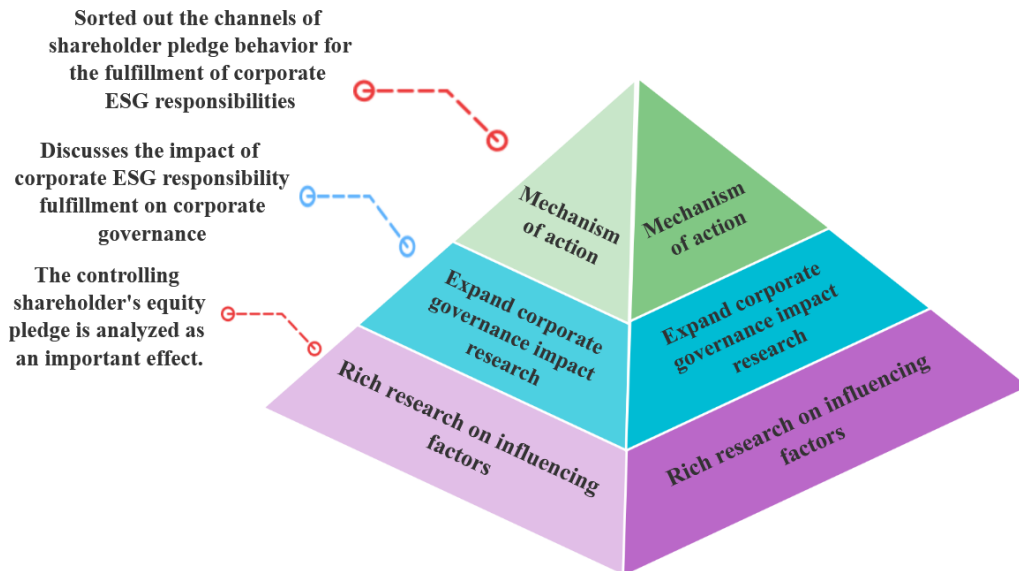 Sorted out the channels of
shareholder pledge behavior for
the fulfillment of corporate
ESG responsibilities
Discusses the impact of
corporate ESG responsibility
fulfillment on corporate
governance
The controlling
shareholder's equity
pledge is analyzed as
an important effect.
Mechanism
of action
Mechanism
of action
Expand corporate
governance impact
research
Expand corporate
governance impact
research
Rich research on influencing
factors
Rich research on influencing
factors